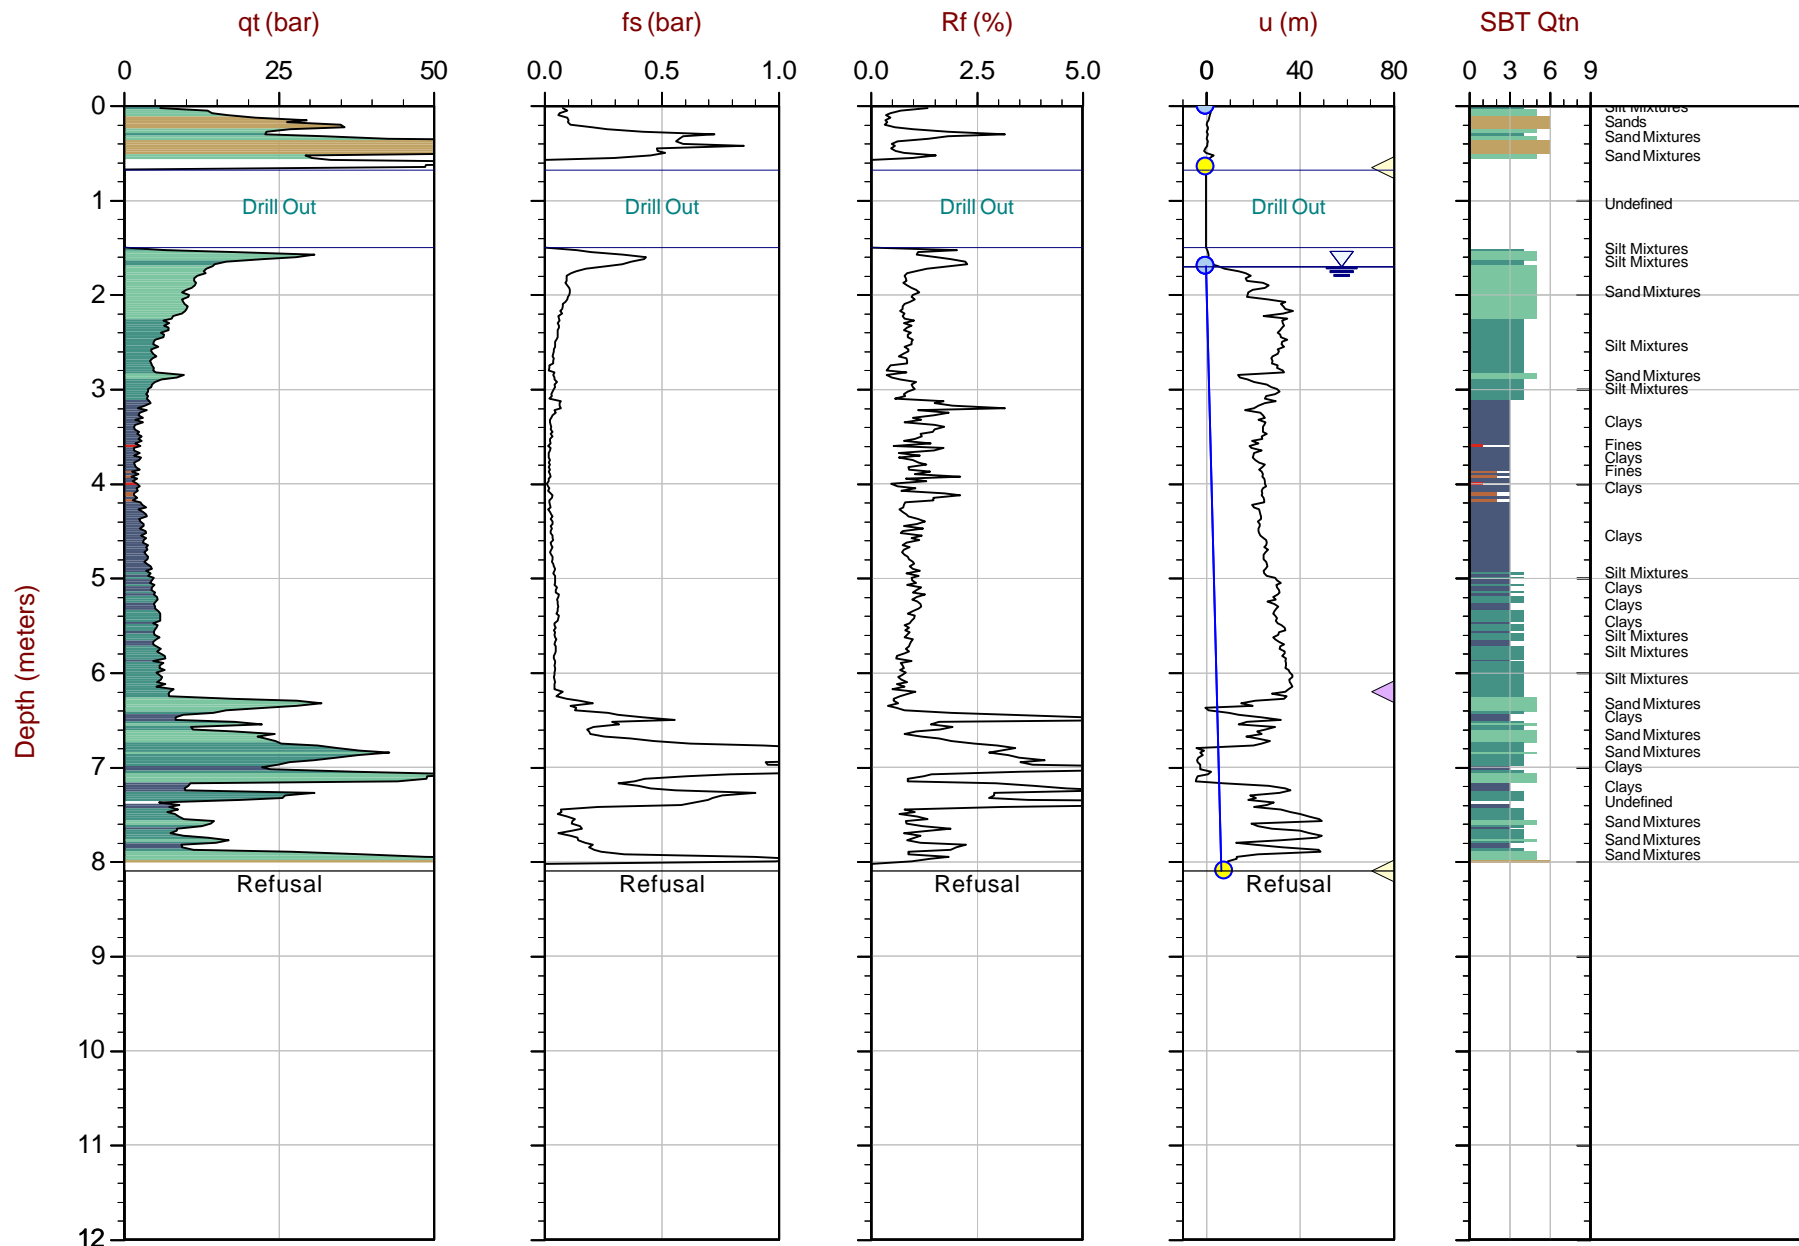 qt (bar) fs (bar) Rf (%) u (m) SBT Qtn
0 25 50 0.0 0.5 1.0 0.0 2.5 5.0 0 40 80 0 3 6 9
0
Silt Mixtures
Sands
Sand Mixtures
Sand Mixtures
1
Drill Out Drill Out Drill Out Drill Out
Undefined
Silt Mixtures
Silt Mixtures
2
Sand Mixtures
Silt Mixtures
Sand Mixtures
3
Silt Mixtures
Clays
Fines
Clays
Fines
4
Clays
Clays
Silt Mixtures
5
Clays
Clays
Clays
Silt Mixtures
Silt Mixtures
6
Silt Mixtures
Sand Mixtures
Clays
Sand Mixtures
Sand Mixtures
7
Clays
Clays
Undefined
Sand Mixtures
Sand Mixtures
Sand Mixtures
8
Refusal Refusal Refusal Refusal
9
10
11
12
Depth (meters)